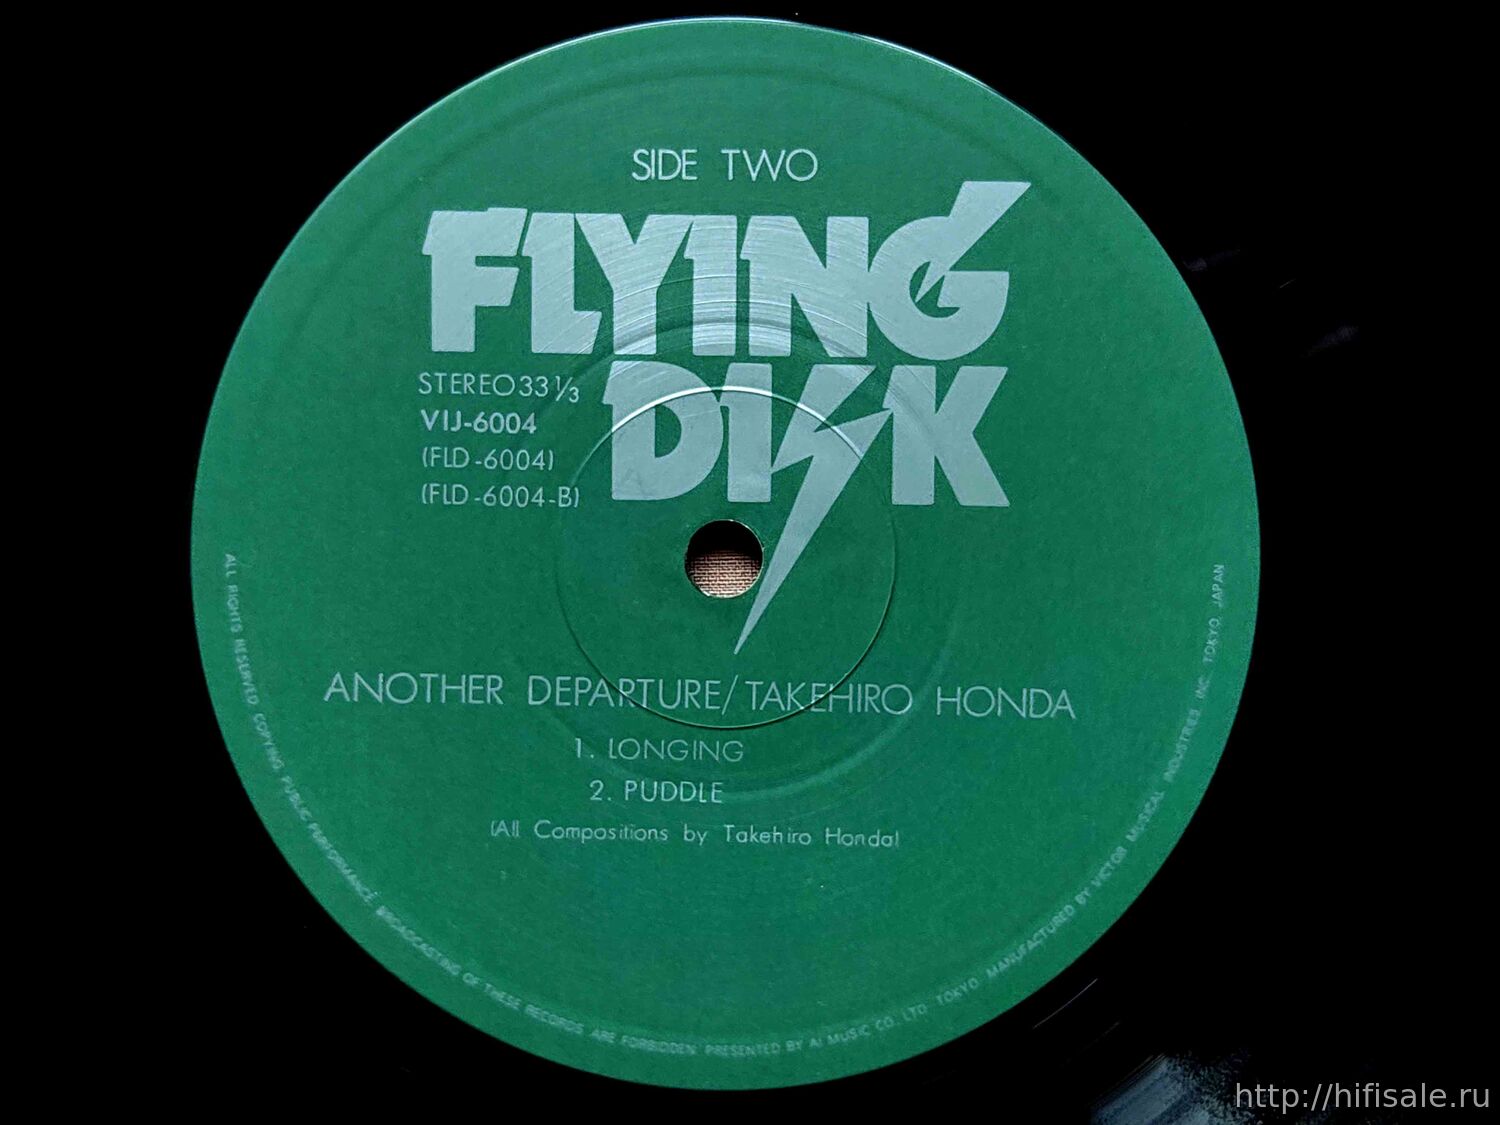 SIDE TWO
FLYING
DISK
STEREO 33 1/3
VIJ-6004
(FLD-6004)
(FLD-6004-B)
ANOTHER DEPARTURE/TAKEHIRO HONDA
1. LONGING
2. PUDDLE
(All Compositions by Takehiro Honda)
ALL RIGHTS RESERVED COPYING PUBLIC PERFORMANCE, BROADCASTING OF THESE RECORDS ARE FORBIDDEN. PRESENTED BY AI MUSIC CO., LTD. TOKYO. MANUFACTURED BY VICTOR MUSICAL INDUSTRIES INC. TOKYO, JAPAN
http://hifisale.ru